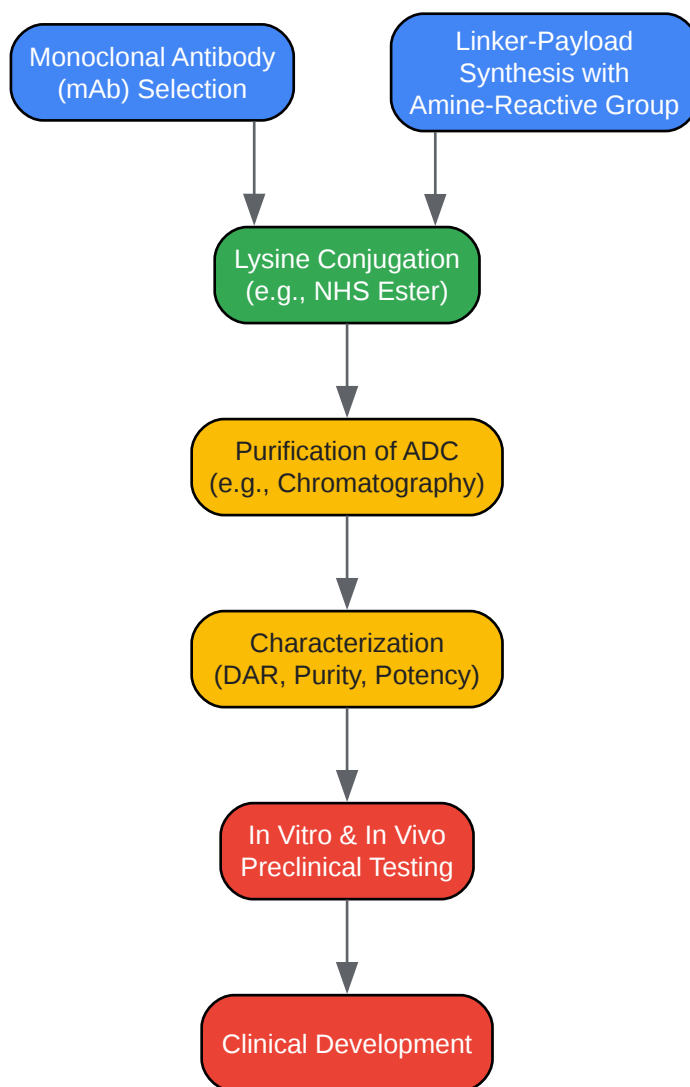 Monoclonal Antibody
(mAb) Selection
Linker-Payload
Synthesis with
Amine-Reactive Group
Lysine Conjugation
(e.g., NHS Ester)
Purification of ADC
(e.g., Chromatography)
Characterization
(DAR, Purity, Potency)
In Vitro & In Vivo
Preclinical Testing
Clinical Development